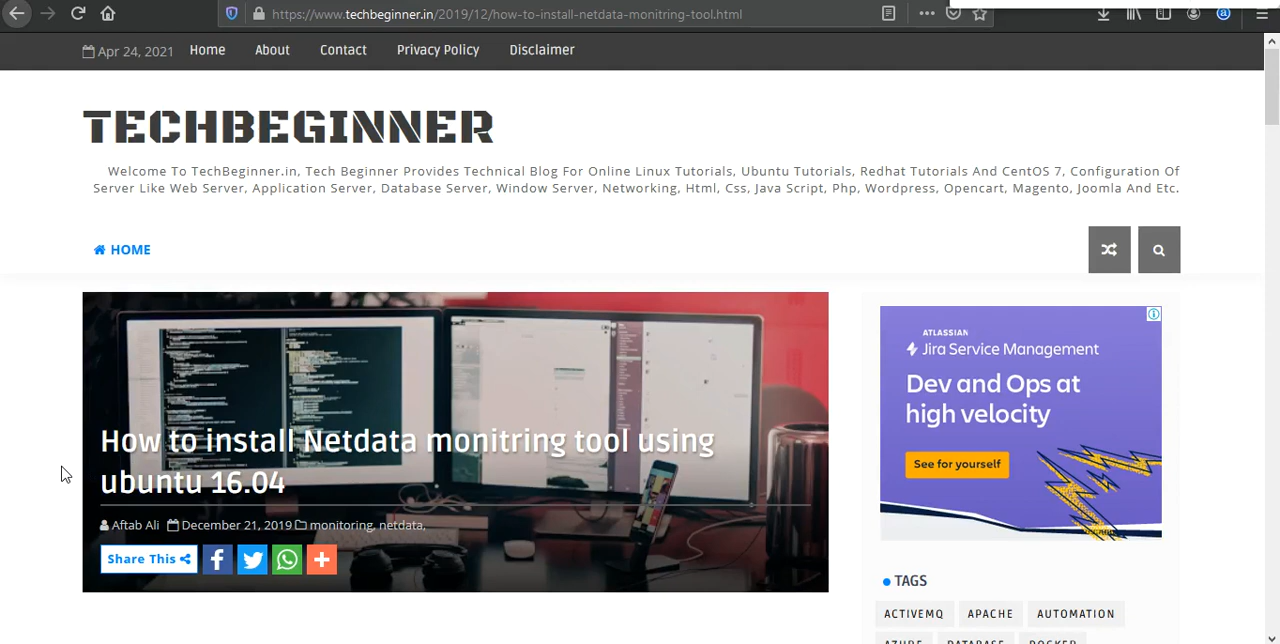 https://www.techbeginner.in/2019/12/how-to-install-netdata-monitring-tool.html
Apr 24, 2021 Home About Contact Privacy Policy Disclaimer
TECHBEGINNER
Welcome To TechBeginner.in, Tech Beginner Provides Technical Blog For Online Linux Tutorials, Ubuntu Tutorials, Redhat Tutorials And CentOS 7, Configuration Of
Server Like Web Server, Application Server, Database Server, Window Server, Networking, Html, Css, Java Script, Php, Wordpress, Opencart, Magento, Joomla And Etc.
HOME
How to install Netdata monitring tool using
ubuntu 16.04
Aftab Ali December 21, 2019 monitoring, netdata,
Share This
ATLASSIAN
Jira Service Management
Dev and Ops at
high velocity
See for yourself
TAGS
ACTIVEMQ APACHE AUTOMATION
AZURE DATABASE DOCKER